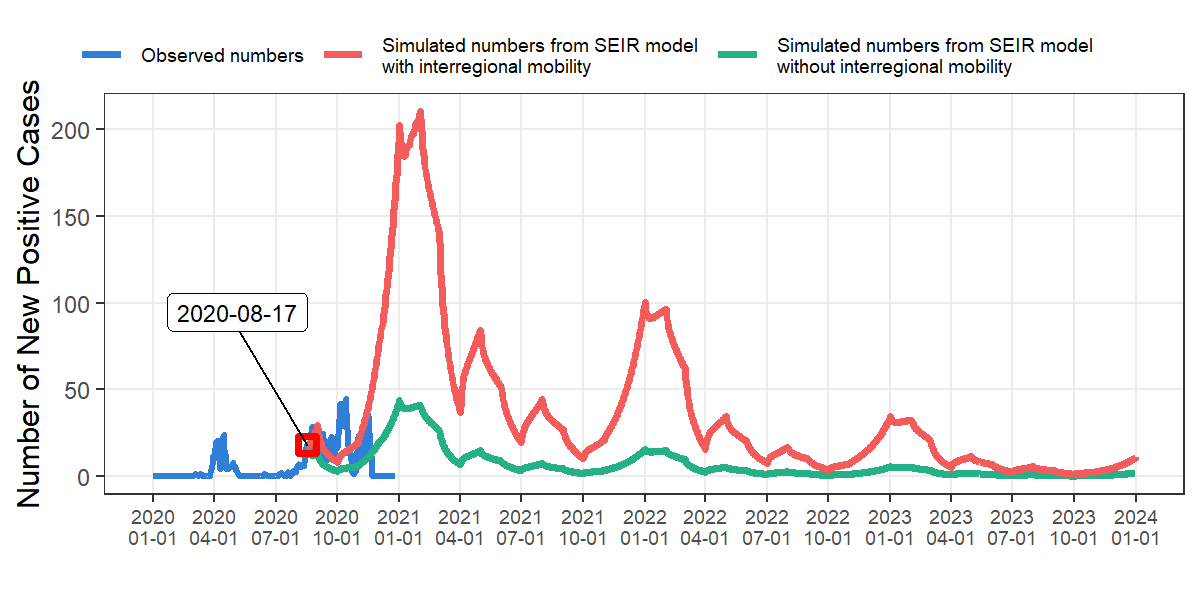 Observed numbers
Simulated numbers from SEIR model
with interregional mobility
Simulated numbers from SEIR model
without interregional mobility
Number of New Positive Cases
200
150
100
50
0
2020-08-17
2020 2020 2020 2020 2021 2021 2021 2021 2022 2022 2022 2022 2023 2023 2023 2023 2024
01-01 04-01 07-01 10-01 01-01 04-01 07-01 10-01 01-01 04-01 07-01 10-01 01-01 04-01 07-01 10-01 01-01